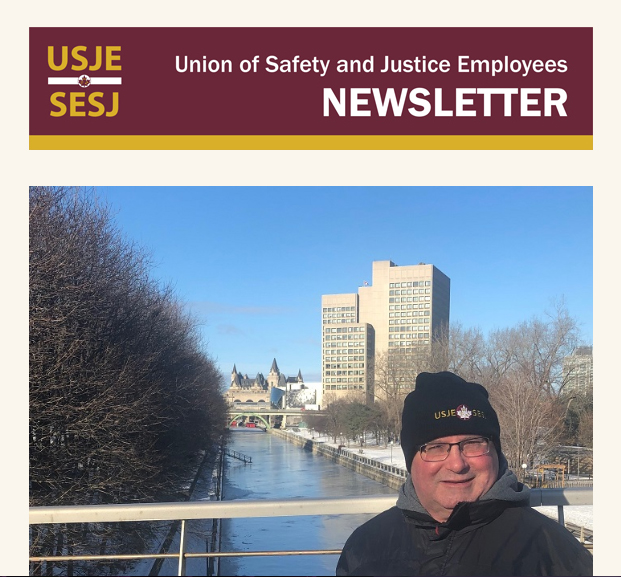 USJE
SESJ
Union of Safety and Justice Employees
NEWSLETTER
USJE SESJ